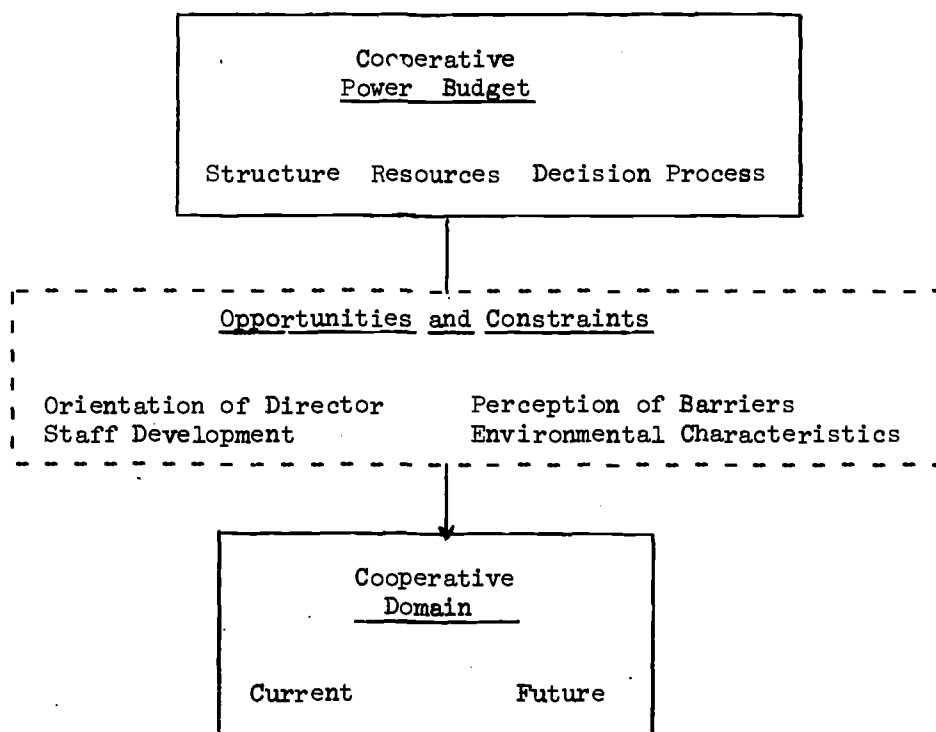 Cooperative
Power Budget
Structure Resources Decision Process
Opportunities and Constraints
Orientation of Director Perception of Barriers
Staff Development Environmental Characteristics
Cooperative
Domain
Current Future